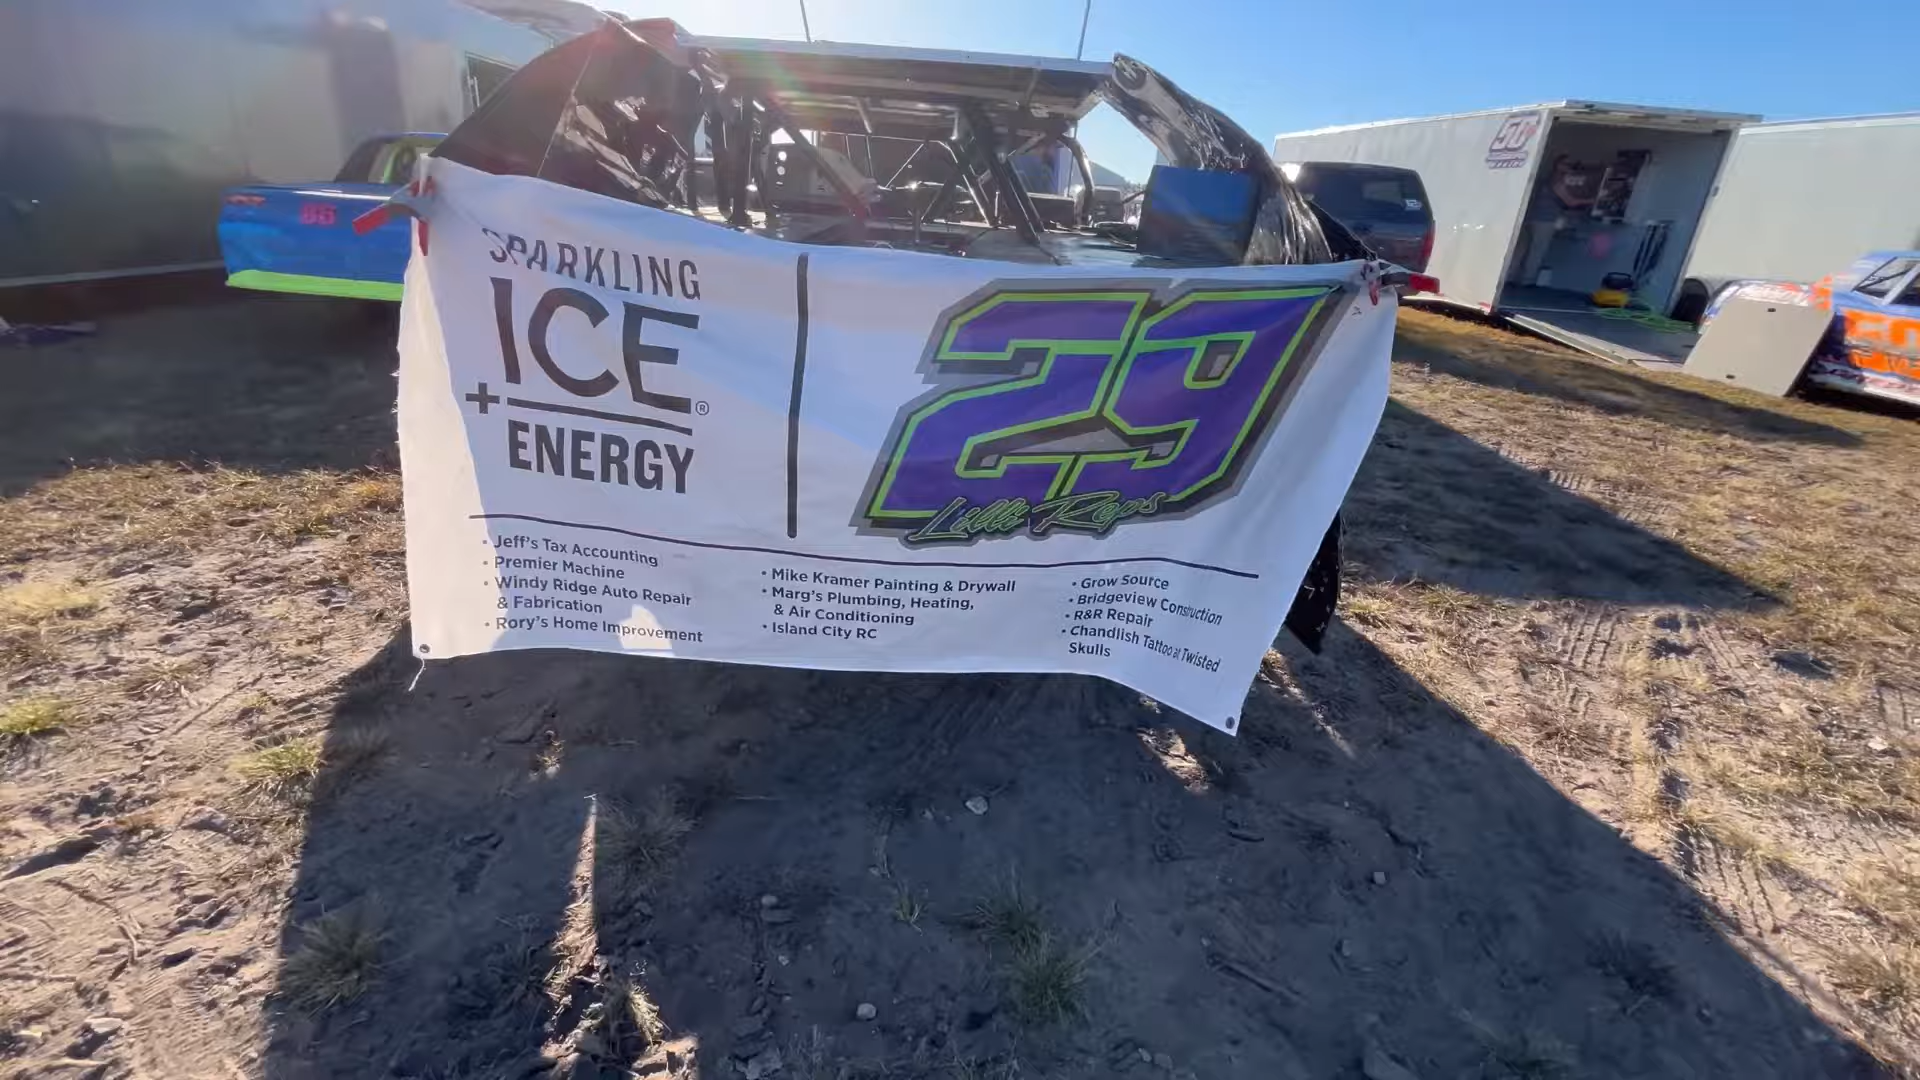 SPARKLING
ICE
+
ENERGY
®
29
Lilli Reps
• Jeff's Tax Accounting
• Premier Machine
• Windy Ridge Auto Repair
& Fabrication
• Rory's Home Improvement
• Mike Kramer Painting & Drywall
• Marg's Plumbing, Heating,
& Air Conditioning
• Island City RC
• Grow Source
• Bridgeview Construction
• R&R Repair
• Chandlish Tattoo at Twisted
Skulls
50